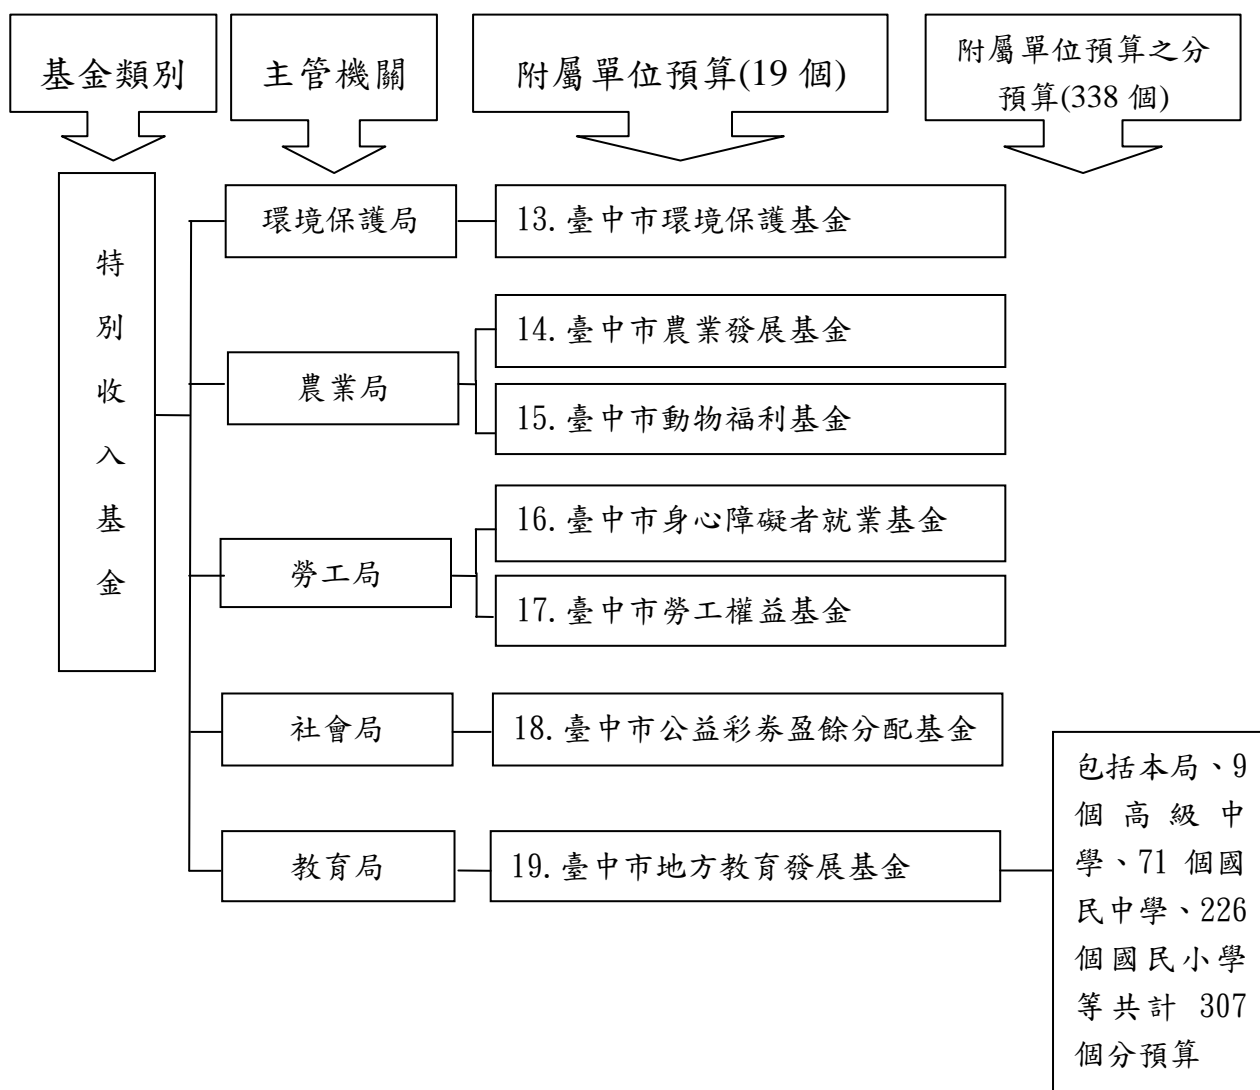 基金類別
主管機關
附屬單位預算(19 個)
附屬單位預算之分
預算(338 個)
特
別
收
入
基
金
環境保護局
13. 臺中市環境保護基金
農業局
14. 臺中市農業發展基金
15. 臺中市動物福利基金
勞工局
16. 臺中市身心障礙者就業基金
17. 臺中市勞工權益基金
社會局
18. 臺中市公益彩券盈餘分配基金
教育局
19. 臺中市地方教育發展基金
包括本局、9
個高級中
學、71 個國
民中學、226
個國民小學
等共計 307
個分預算